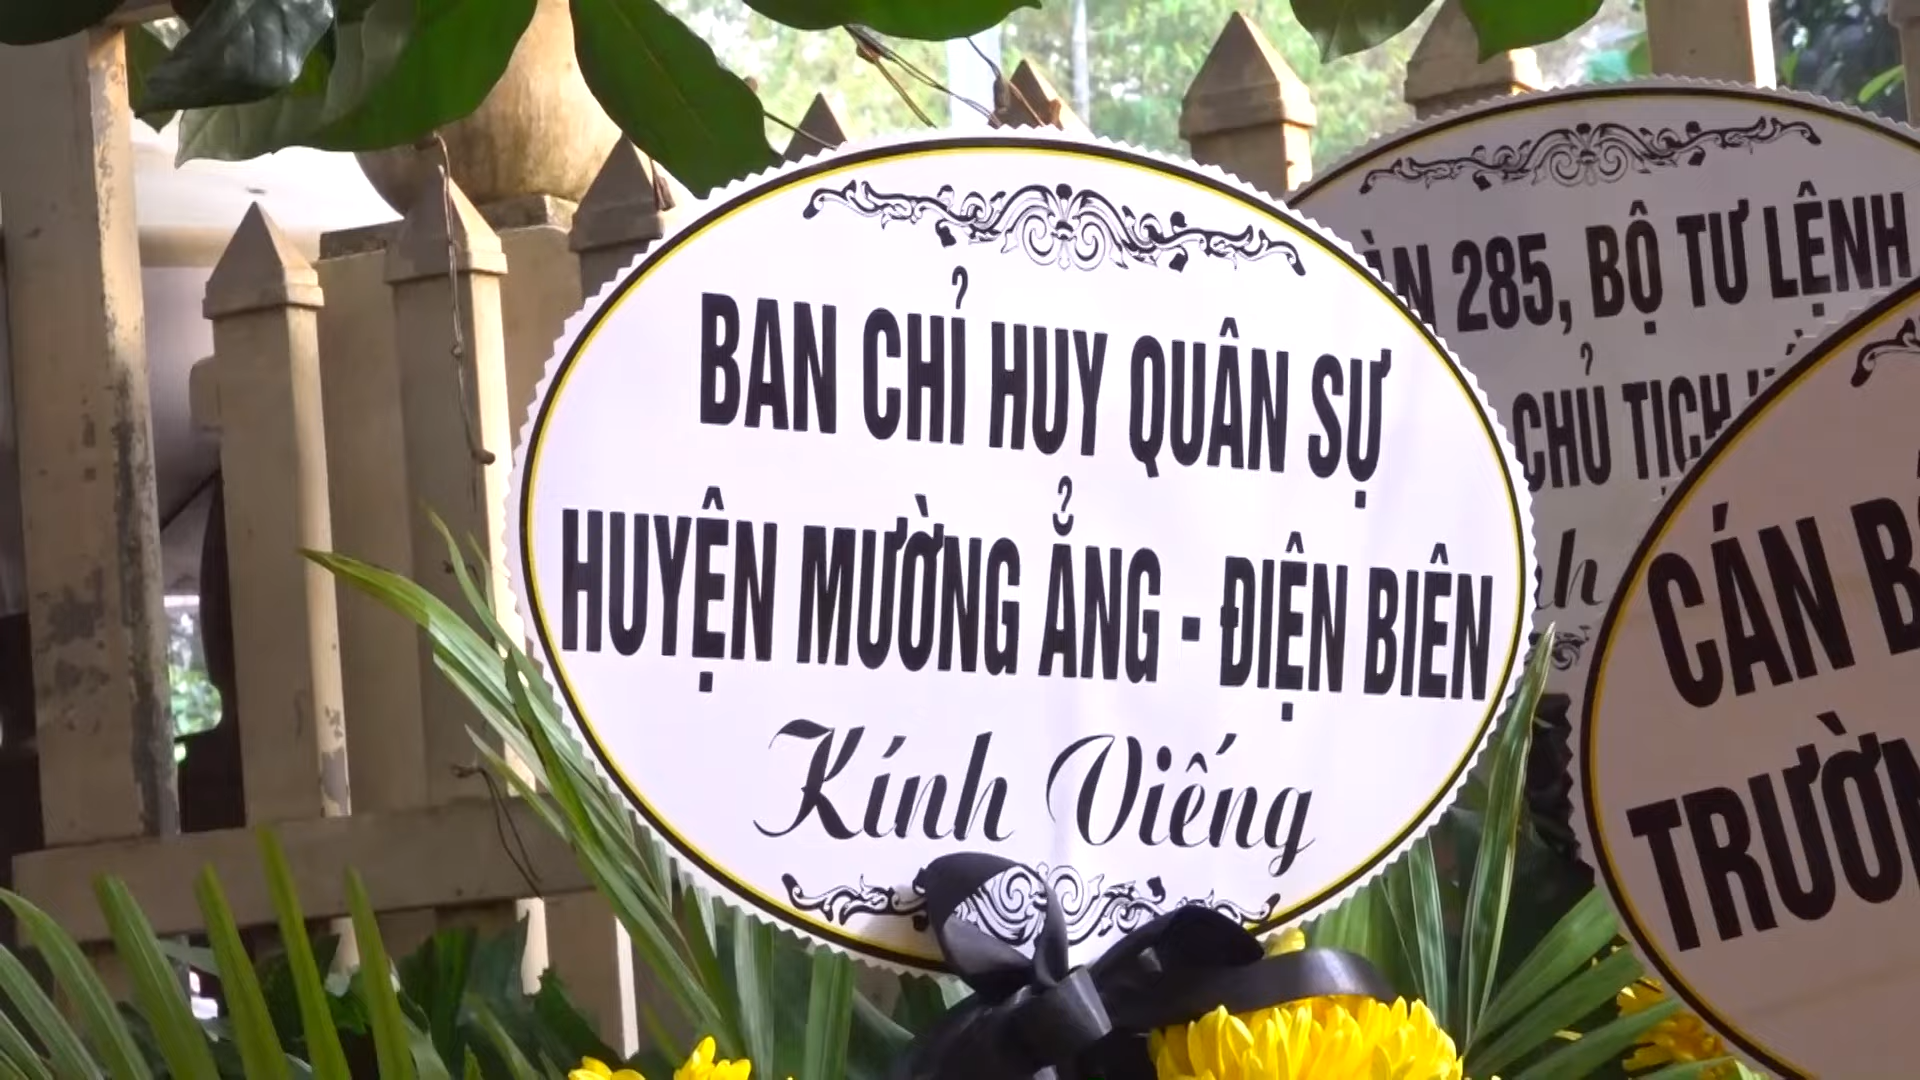 BAN CHỈ HUY QUÂN SỰ
HUYỆN MƯỜNG ẲNG - ĐIỆN BIÊN
Kính Viếng
285, BỘ TƯ LỆNH
CHỦ TỊCH
CÁN